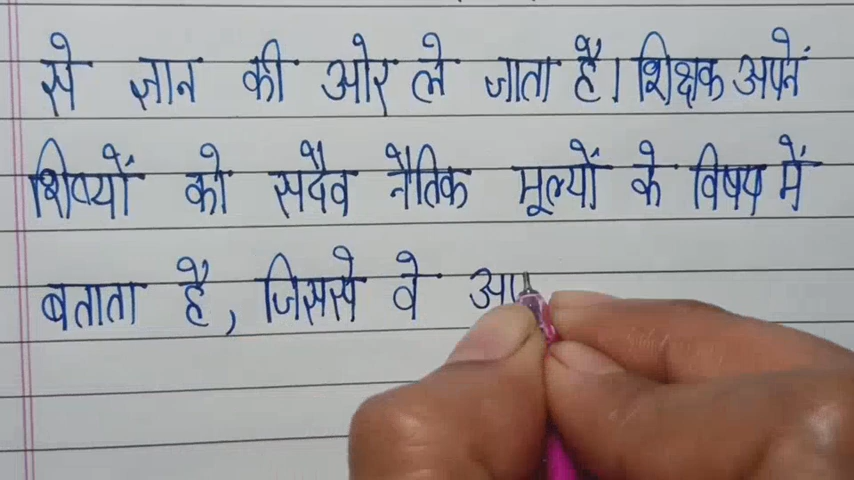 से ज्ञान की ओर ले जाता है। शिक्षक अपनें
शिष्यों को सदैव नैतिक मूल्यों के विषय में
बताता है, जिससे वे